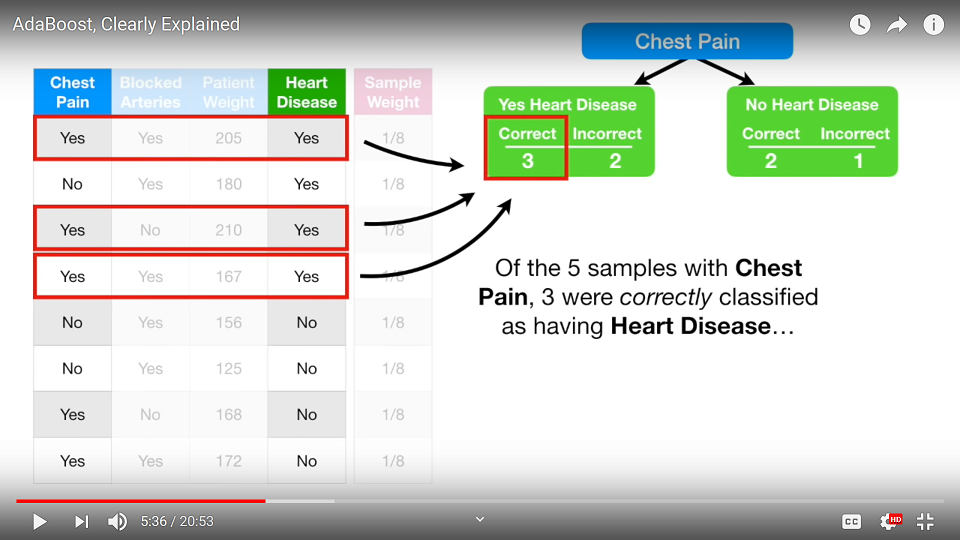 AdaBoost, Clearly Explained
Chest Pain
Chest Pain Blocked Arteries Patient Weight Heart Disease Sample Weight
Yes Yes 205 Yes 1/8
No Yes 180 Yes 1/8
Yes No 210 Yes 1/8
Yes Yes 167 Yes 1/8
No Yes 156 No 1/8
No Yes 125 No 1/8
Yes No 168 No 1/8
Yes Yes 172 No 1/8
Yes Heart Disease
Correct Incorrect
3 2
No Heart Disease
Correct Incorrect
2 1
Of the 5 samples with Chest
Pain, 3 were correctly classified
as having Heart Disease…
5:36 / 20:53
CC
HD